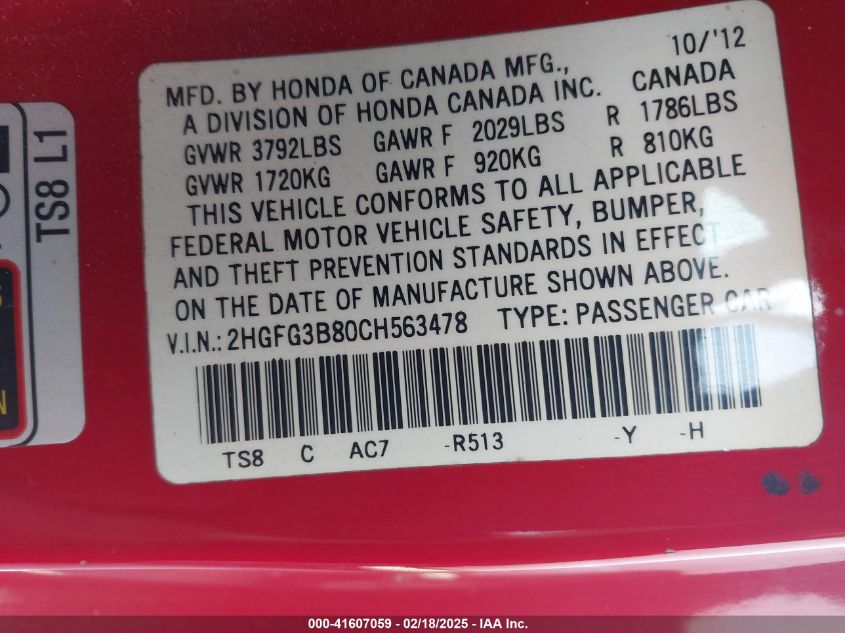 10/'12
MFD. BY HONDA OF CANADA MFG.,
A DIVISION OF HONDA CANADA INC. CANADA
GVWR 3792LBS GAWR F 2029LBS R 1786LBS
GVWR 1720KG GAWR F 920KG R 810KG
THIS VEHICLE CONFORMS TO ALL APPLICABLE
FEDERAL MOTOR VEHICLE SAFETY, BUMPER,
AND THEFT PREVENTION STANDARDS IN EFFECT
ON THE DATE OF MANUFACTURE SHOWN ABOVE.
V.I.N.: 2HGFG3B80CH563478 TYPE: PASSENGER CAR
TS8 C AC7 -R513 -Y -H
TS8 L1
000-41607059 - 02/18/2025 - IAA Inc.